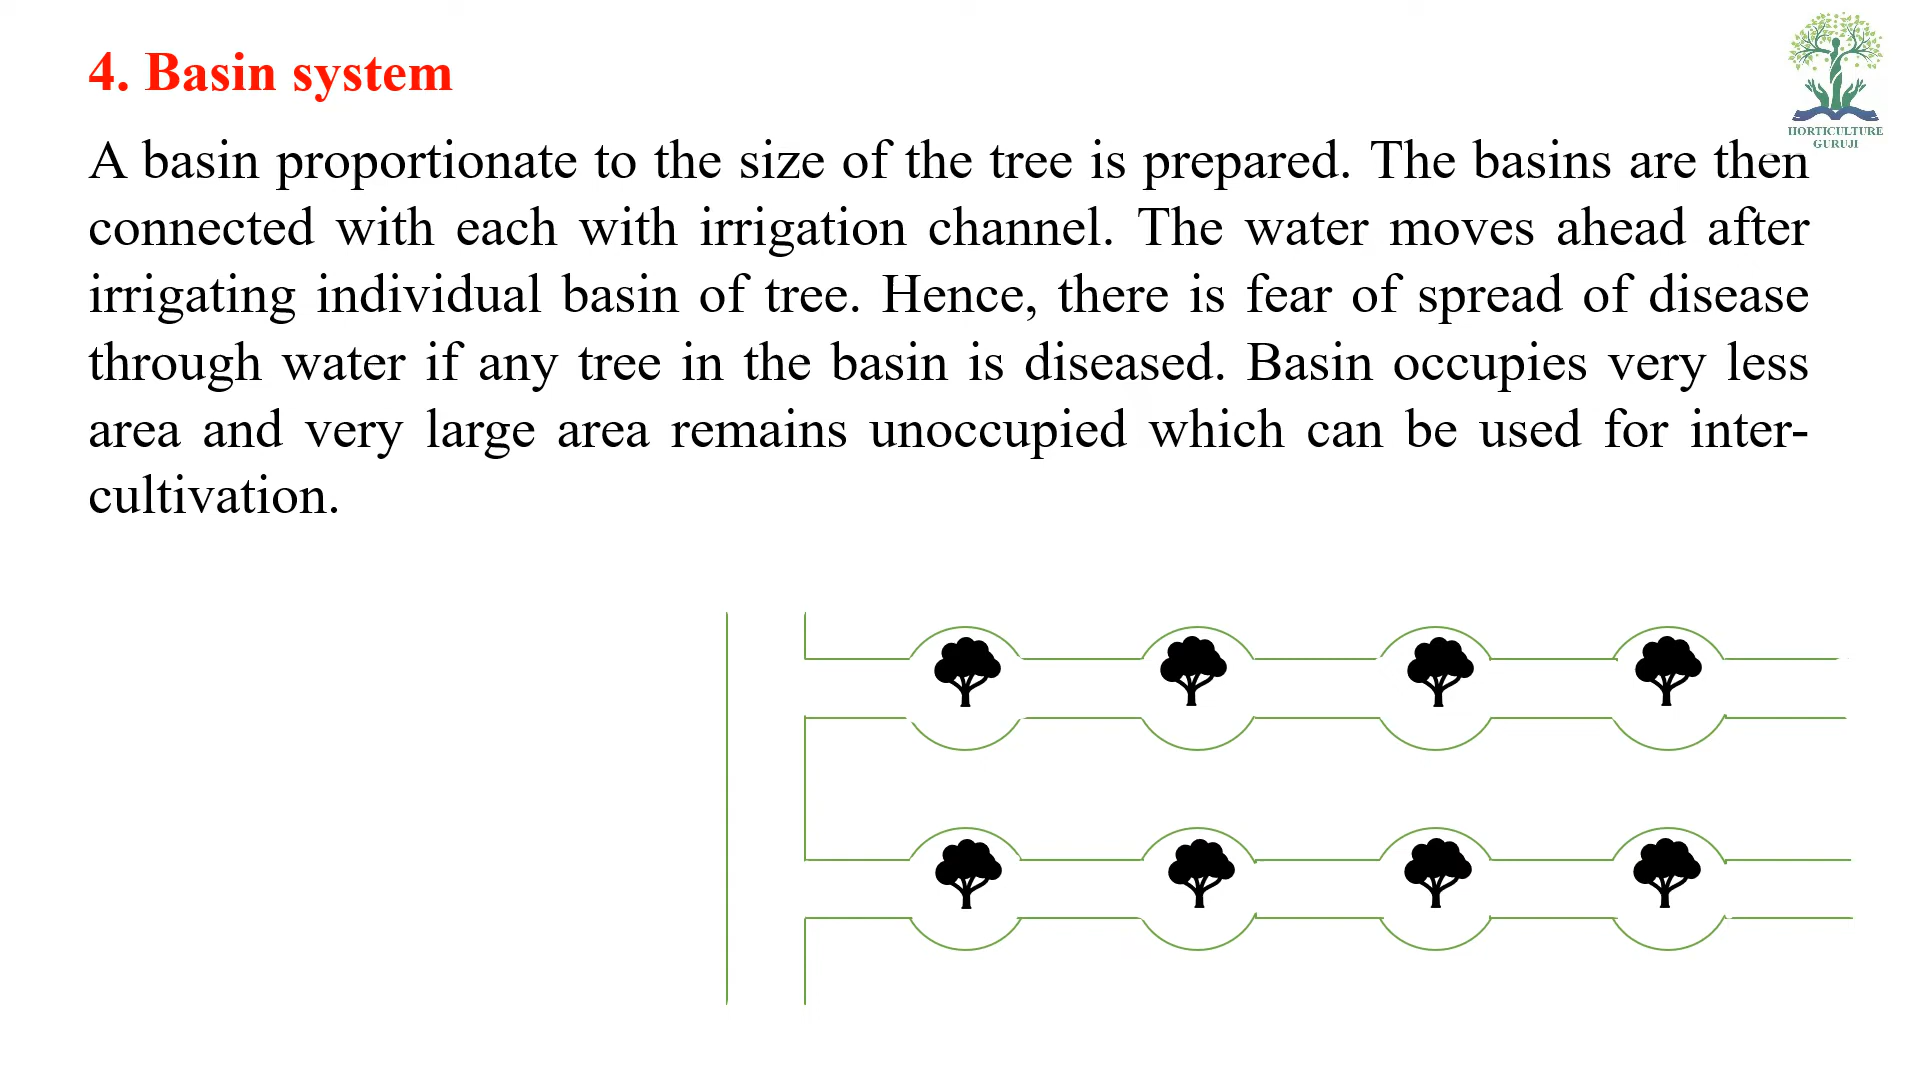 4. Basin system
HORTICULTURE
GURUJI
A basin proportionate to the size of the tree is prepared. The basins are then
connected with each with irrigation channel. The water moves ahead after
irrigating individual basin of tree. Hence, there is fear of spread of disease
through water if any tree in the basin is diseased. Basin occupies very less
area and very large area remains unoccupied which can be used for inter-
cultivation.